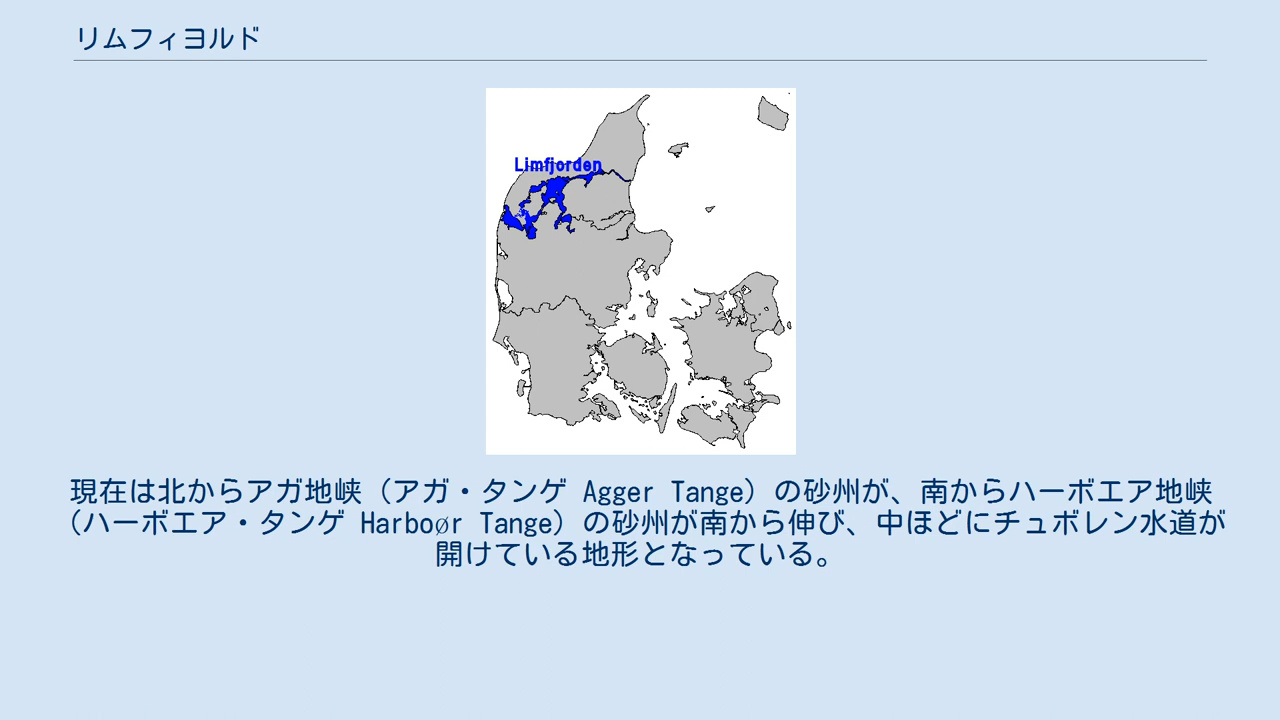 リムフィヨルド
Limfjorden
現在は北からアガ地峡（アガ・タンゲ Agger Tange）の砂州が、南からハーボエア地峡
（ハーボエア・タンゲ Harboør Tange）の砂州が南から伸び、中ほどにチュボレン水道が
開けている地形となっている。